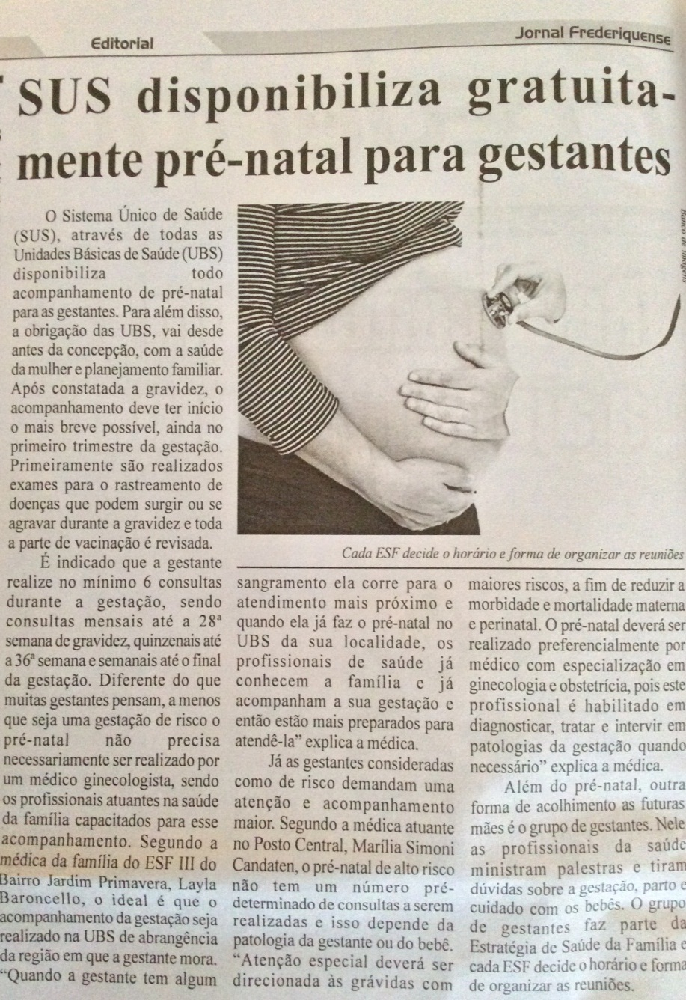 Editorial
Jornal Frederiquense
SUS disponibiliza gratuita-
mente pré-natal para gestantes
O Sistema Único de Saúde
(SUS), através de todas as
Unidades Básicas de Saúde (UBS)
disponibiliza todo
acompanhamento de pré-natal
para as gestantes. Para além disso,
a obrigação das UBS, vai desde
antes da concepção, com a saúde
da mulher e planejamento familiar.
Após constatada a gravidez, o
acompanhamento deve ter início
o mais breve possível, ainda no
primeiro trimestre da gestação.
Primeiramente são realizados
exames para o rastreamento de
doenças que podem surgir ou se
agravar durante a gravidez e toda
a parte de vacinação é revisada.
É indicado que a gestante
realize no mínimo 6 consultas
durante a gestação, sendo
consultas mensais até a 28ª
semana de gravidez, quinzenais até
a 36ª semana e semanais até o final
da gestação. Diferente do que
muitas gestantes pensam, a menos
que seja uma gestação de risco o
pré-natal não precisa
necessariamente ser realizado por
um médico ginecologista, sendo
os profissionais atuantes na saúde
da família capacitados para esse
acompanhamento. Segundo a
médica da família do ESF III do
Bairro Jardim Primavera, Layla
Baroncello, o ideal é que o
acompanhamento da gestação seja
realizado na UBS de abrangência
da região em que a gestante mora.
“Quando a gestante tem algum
Banco de imagens
Cada ESF decide o horário e forma de organizar as reuniões
sangramento ela corre para o
atendimento mais próximo e
quando ela já faz o pré-natal no
UBS da sua localidade, os
profissionais de saúde já
conhecem a família e já
acompanham a sua gestação e
então estão mais preparados para
atendê-la” explica a médica.
Já as gestantes consideradas
como de risco demandam uma
atenção e acompanhamento
maior. Segundo a médica atuante
no Posto Central, Marília Simoni
Candaten, o pré-natal de alto risco
não tem um número pré-
determinado de consultas a serem
realizadas e isso depende da
patologia da gestante ou do bebê.
“Atenção especial deverá ser
direcionada às grávidas com
maiores riscos, a fim de reduzir a
morbidade e mortalidade materna
e perinatal. O pré-natal deverá ser
realizado preferencialmente por
médico com especialização em
ginecologia e obstetrícia, pois este
profissional é habilitado em
diagnosticar, tratar e intervir em
patologias da gestação quando
necessário” explica a médica.
Além do pré-natal, outra
forma de acolhimento as futuras
mães é o grupo de gestantes. Nele
as profissionais da saúde
ministram palestras e tiram
dúvidas sobre a gestação, parto e
cuidado com os bebês. O grupo
de gestantes faz parte da
Estratégia de Saúde da Família e
cada ESF decide o horário e forma
de organizar as reuniões.